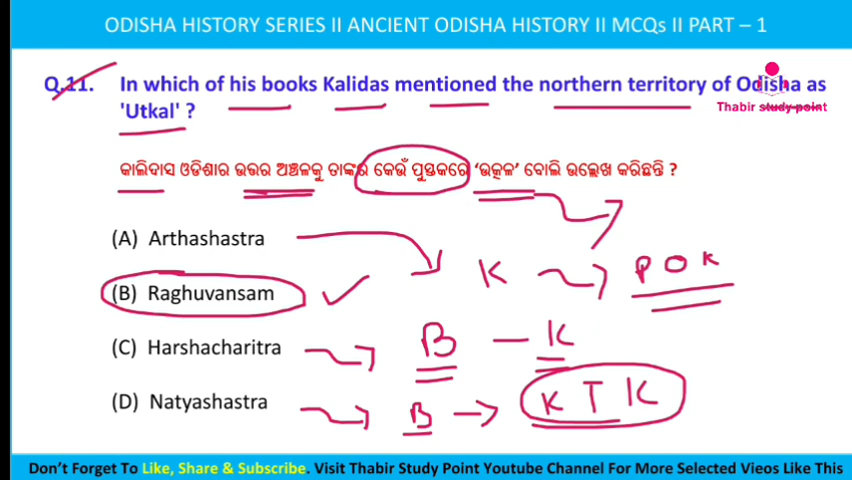 ODISHA HISTORY SERIES II ANCIENT ODISHA HISTORY II MCQs II PART – 1
Q.11. In which of his books Kalidas mentioned the northern territory of Odisha as
'Utkal' ?
Thabir study point
କାଳିଦାସ ଓଡିଶାର ଉତ୍ତର ଅଞ୍ଚଳକୁ ତାଙ୍କର କେଉଁ ପୁସ୍ତକରେ ‘ଉତ୍କଳ’ ବୋଲି ଉଲ୍ଲେଖ କରିଛନ୍ତି ?
(A) Arthashastra
K POK
(B) Raghuvansam
(C) Harshacharitra B – K
(D) Natyashastra B → KTK
Don't Forget To Like, Share & Subscribe. Visit Thabir Study Point Youtube Channel For More Selected Vieos Like This